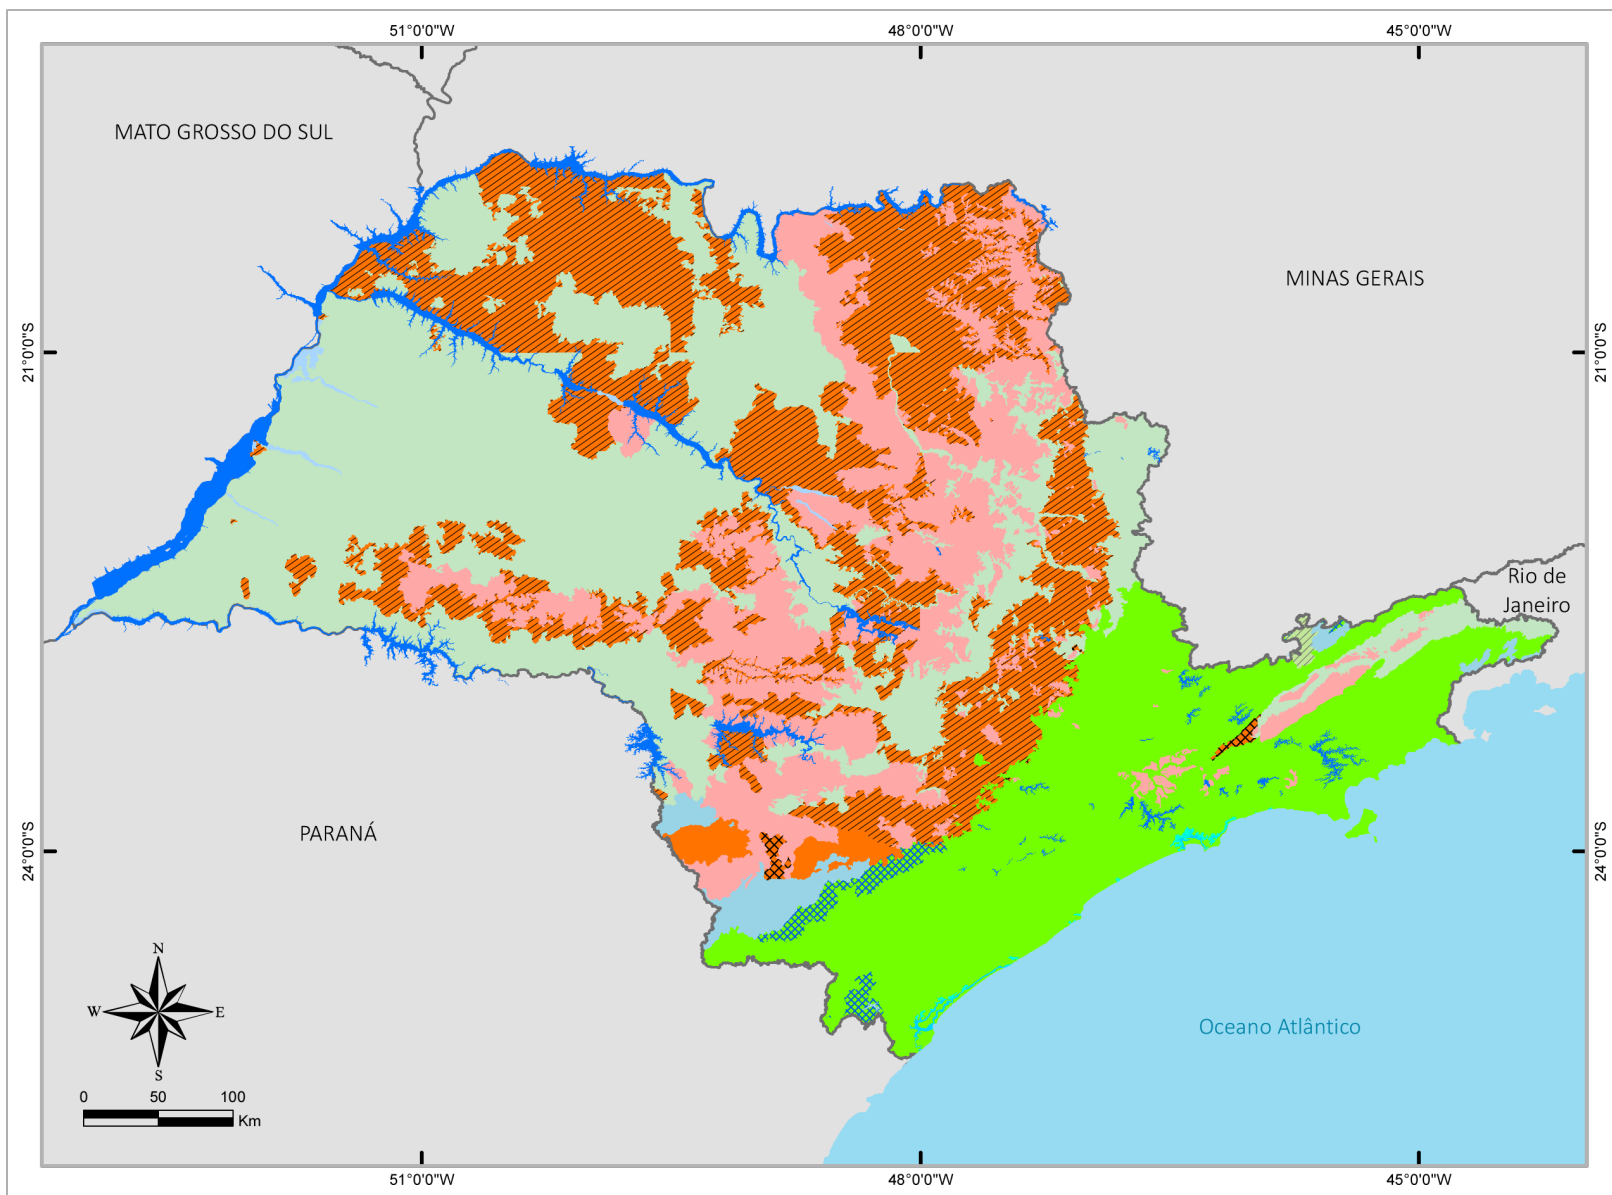 51°0'0"W
48°0'0"W
45°0'0"W
MATO GROSSO DO SUL
MINAS GERAIS
21°0'0"S
21°0'0"S
Rio de
Janeiro
PARANÁ
24°0'0"S
24°0'0"S
N
W
E
S
Oceano Atlântico
0
50
100
Km
51°0'0"W
48°0'0"W
45°0'0"W